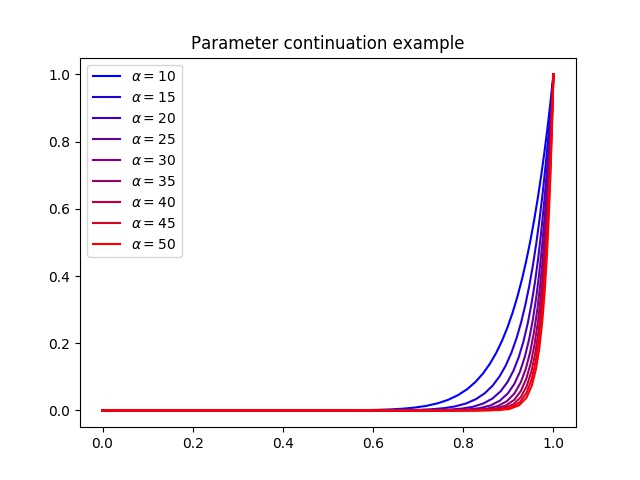 Parameter continuation example
α = 10
α = 15
α = 20
α = 25
α = 30
α = 35
α = 40
α = 45
α = 50
1.0
0.8
0.6
0.4
0.2
0.0
0.0 0.2 0.4 0.6 0.8 1.0